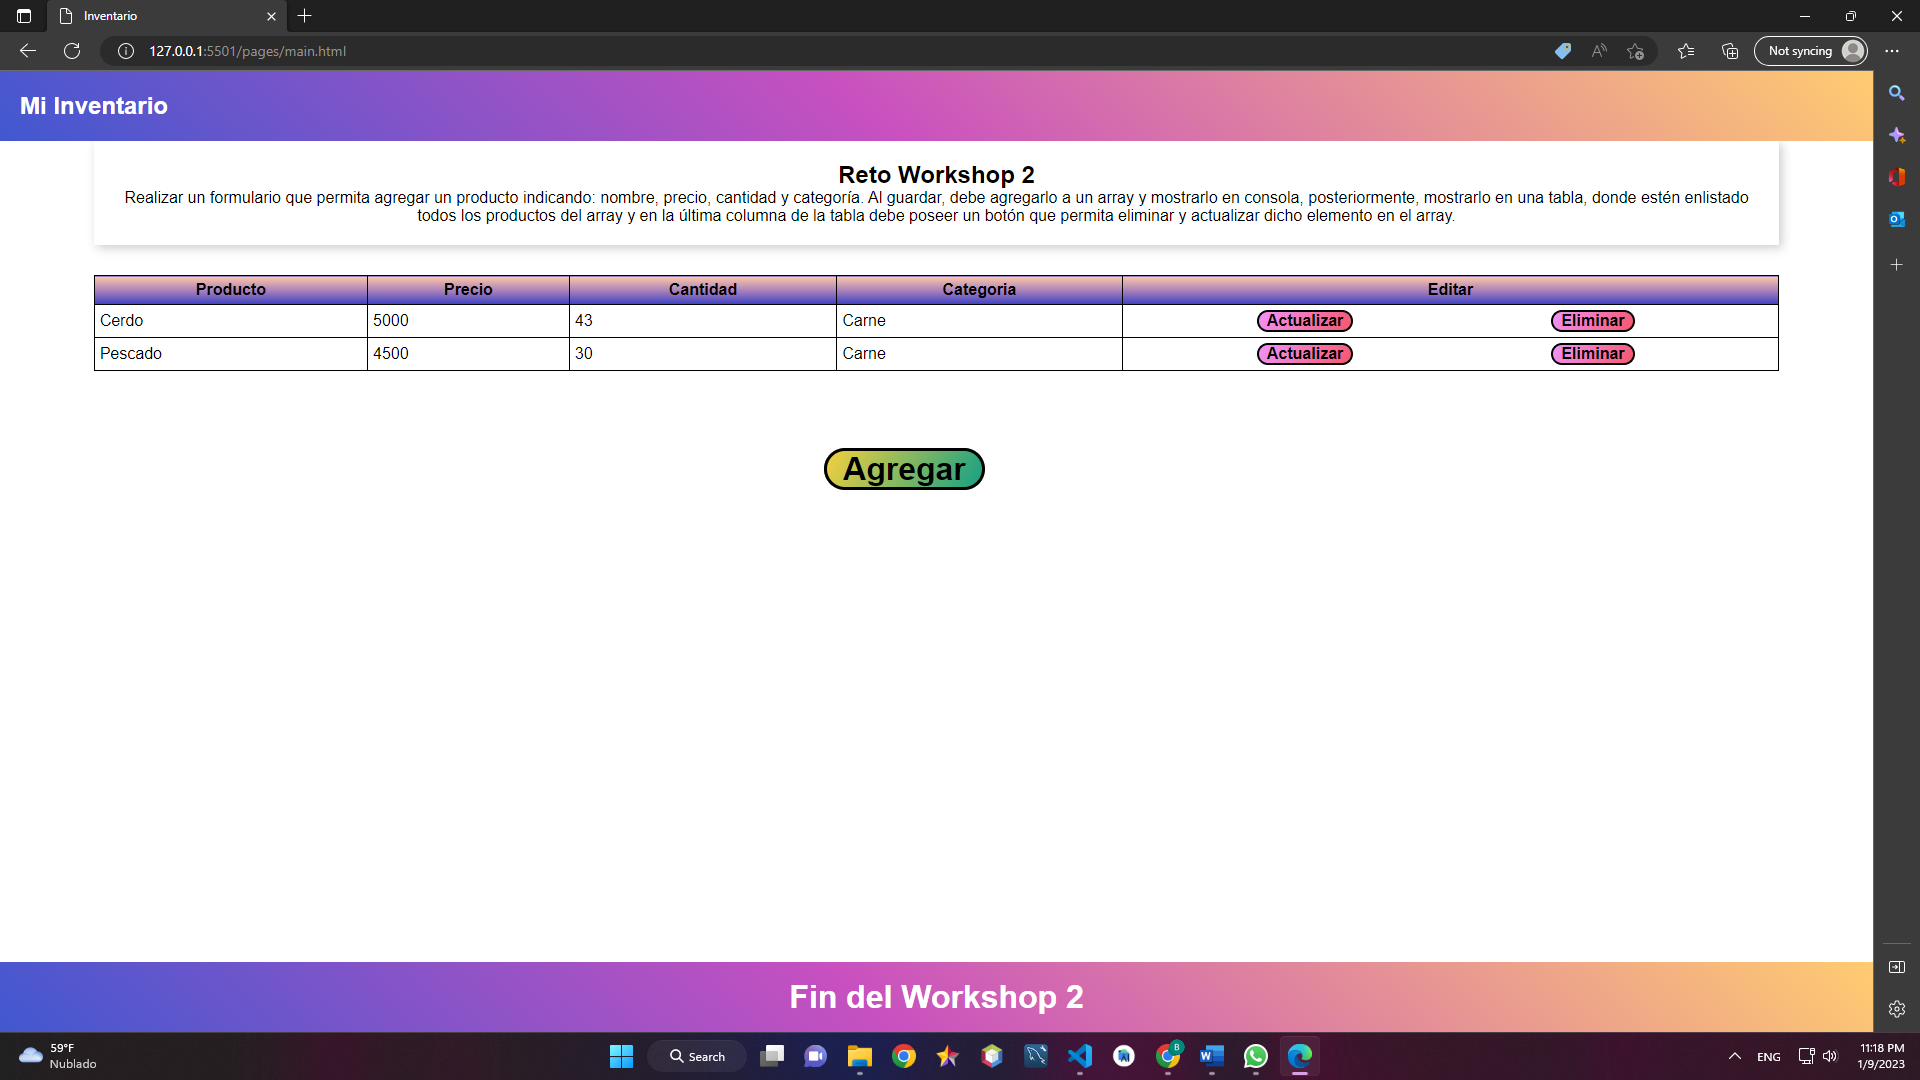 Inventario
127.0.0.1:5501/pages/main.html
Not syncing
Mi Inventario
Reto Workshop 2
Realizar un formulario que permita agregar un producto indicando: nombre, precio, cantidad y categoría. Al guardar, debe agregarlo a un array y mostrarlo en consola, posteriormente, mostrarlo en una tabla, donde estén enlistado
todos los productos del array y en la última columna de la tabla debe poseer un botón que permita eliminar y actualizar dicho elemento en el array.
Producto Precio Cantidad Categoria Editar
Cerdo 5000 43 Carne Actualizar Eliminar
Pescado 4500 30 Carne Actualizar Eliminar
Agregar
Fin del Workshop 2
59°F
Nublado
Search
B
ENG
11:18 PM
1/9/2023